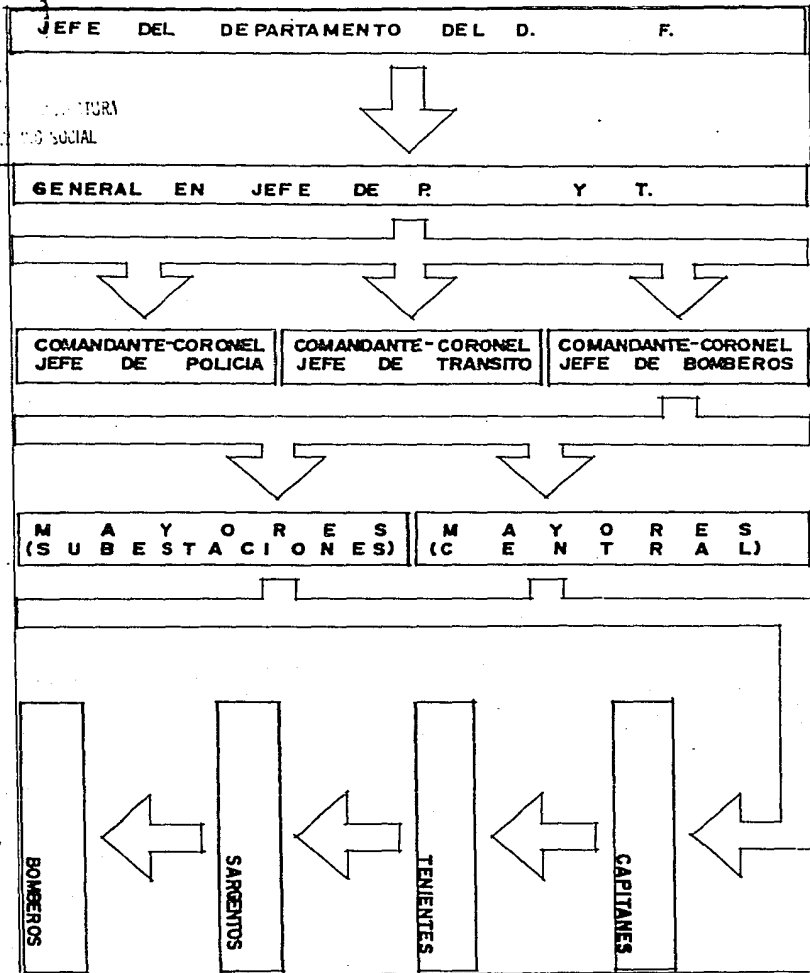 JEFE DEL DEPARTAMENTO DEL D. F.
SOCIAL
GENERAL EN JEFE DE P. Y T.
COMANDANTE-CORONEL
JEFE DE POLICIA
COMANDANTE-CORONEL
JEFE DE TRANSITO
COMANDANTE-CORONEL
JEFE DE BOMBEROS
MAYORES
(SUBESTACIONES)
MAYORES
(CENTRAL)
BOMBEROS
SARGENTOS
TENIENTES
CAPITANES